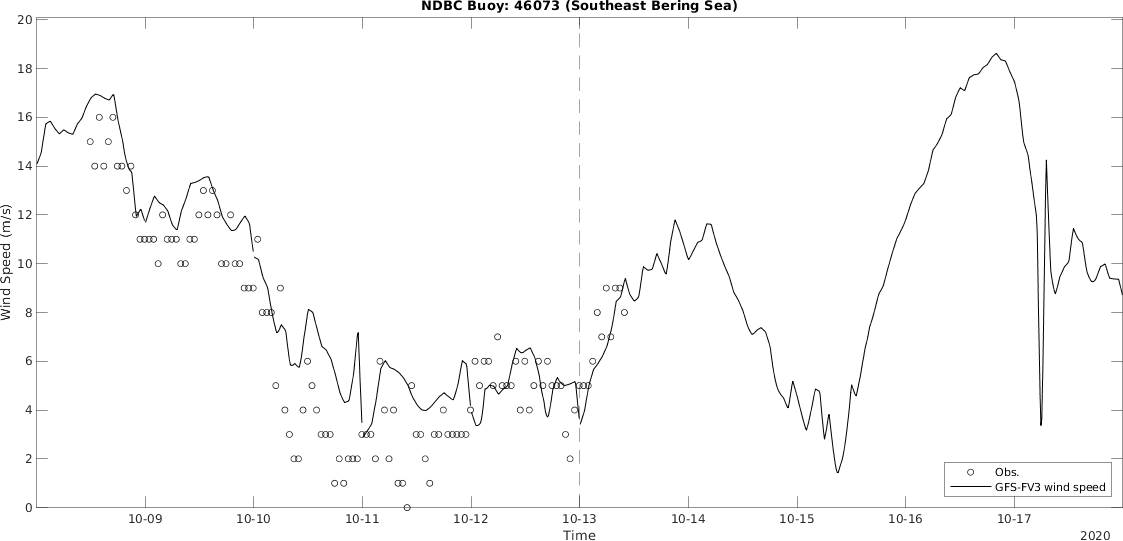 NDBC Buoy: 46073 (Southeast Bering Sea)
20
18
16
14
12
10
8
6
4
2
0
Wind Speed (m/s)
10-09 10-10 10-11 10-12 10-13 10-14 10-15 10-16 10-17
Time
2020
Obs.
GFS-FV3 wind speed